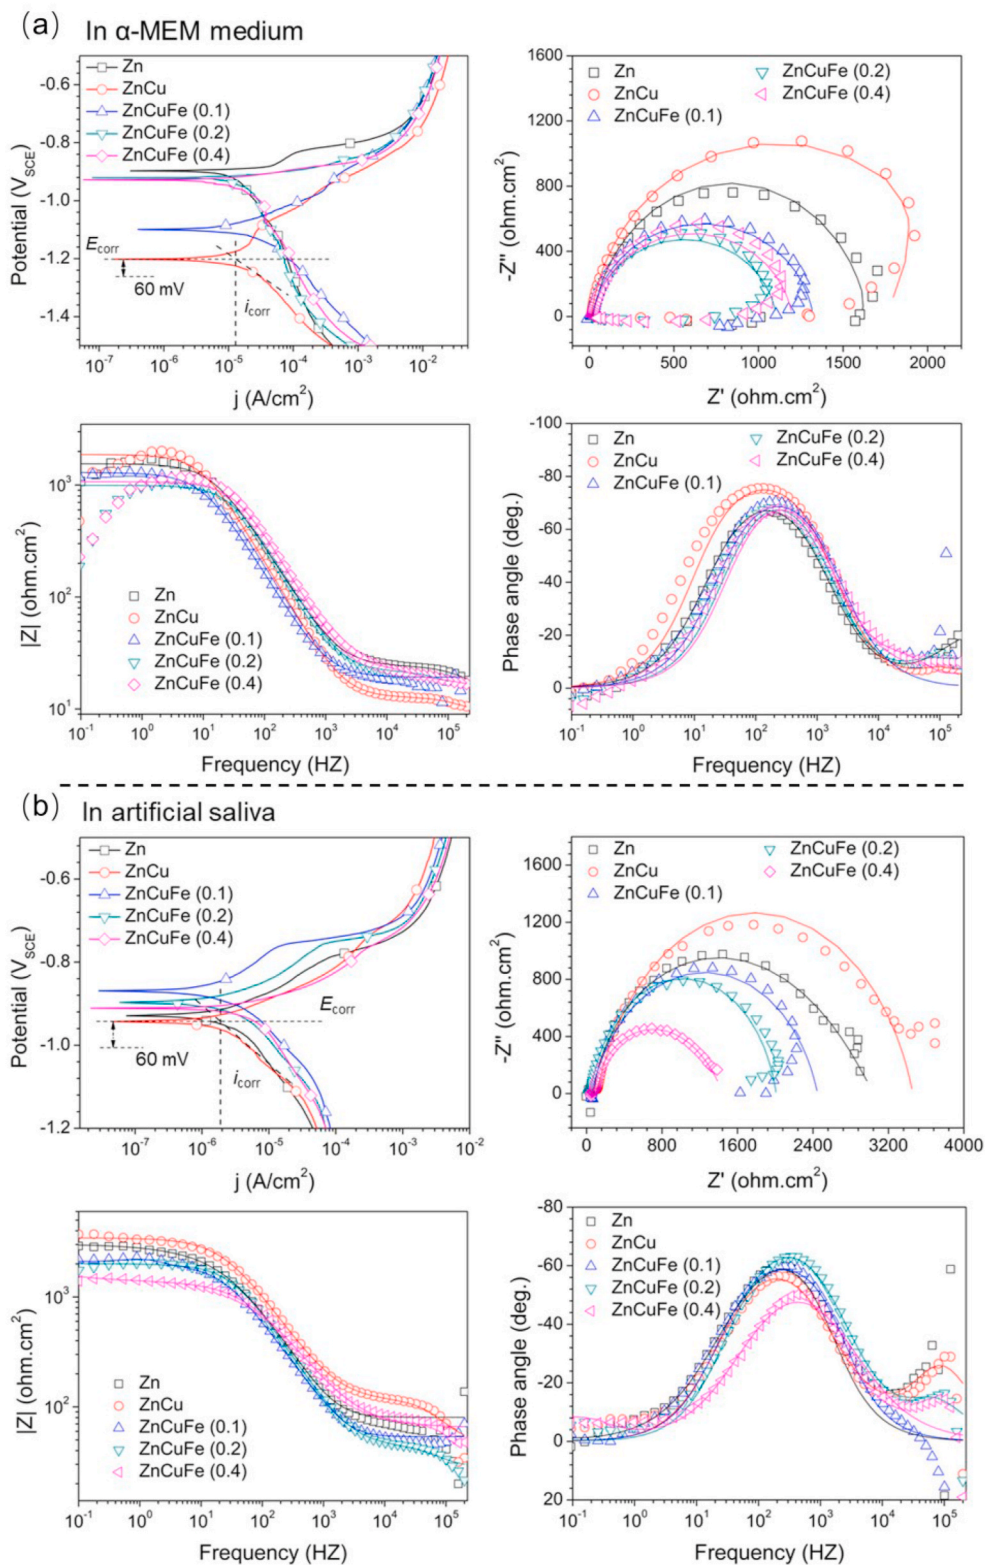 (a) In α-MEM medium
Zn
ZnCu
ZnCuFe (0.1)
ZnCuFe (0.2)
ZnCuFe (0.4)
-0.6
-0.8
-1.0
-1.2
-1.4
Potential (VSCE)
Ecorr
60 mV
icorr
10-7
10-6
10-5
10-4
10-3
10-2
j (A/cm2)
Zn
ZnCu
ZnCuFe (0.1)
ZnCuFe (0.2)
ZnCuFe (0.4)
1600
1200
800
400
0
-Z" (ohm.cm2)
0
500
1000
1500
2000
Z' (ohm.cm2)
103
102
101
|Z| (ohm.cm2)
Zn
ZnCu
ZnCuFe (0.1)
ZnCuFe (0.2)
ZnCuFe (0.4)
10-1
100
101
102
103
104
105
Frequency (HZ)
Zn
ZnCu
ZnCuFe (0.1)
ZnCuFe (0.2)
ZnCuFe (0.4)
-100
-80
-60
-40
-20
0
Phase angle (deg.)
10-1
100
101
102
103
104
105
Frequency (HZ)
(b) In artificial saliva
Zn
ZnCu
ZnCuFe (0.1)
ZnCuFe (0.2)
ZnCuFe (0.4)
-0.6
-0.8
-1.0
-1.2
Potential (VSCE)
Ecorr
60 mV
icorr
10-7
10-6
10-5
10-4
10-3
10-2
j (A/cm2)
Zn
ZnCu
ZnCuFe (0.1)
ZnCuFe (0.2)
ZnCuFe (0.4)
1800
1200
800
400
0
-Z" (ohm.cm2)
0
800
1600
2400
3200
4000
Z' (ohm.cm2)
103
102
|Z| (ohm.cm2)
Zn
ZnCu
ZnCuFe (0.1)
ZnCuFe (0.2)
ZnCuFe (0.4)
10-1
100
101
102
103
104
105
Frequency (HZ)
Zn
ZnCu
ZnCuFe (0.1)
ZnCuFe (0.2)
ZnCuFe (0.4)
-80
-60
-40
-20
0
20
Phase angle (deg.)
10-1
100
101
102
103
104
105
Frequency (HZ)